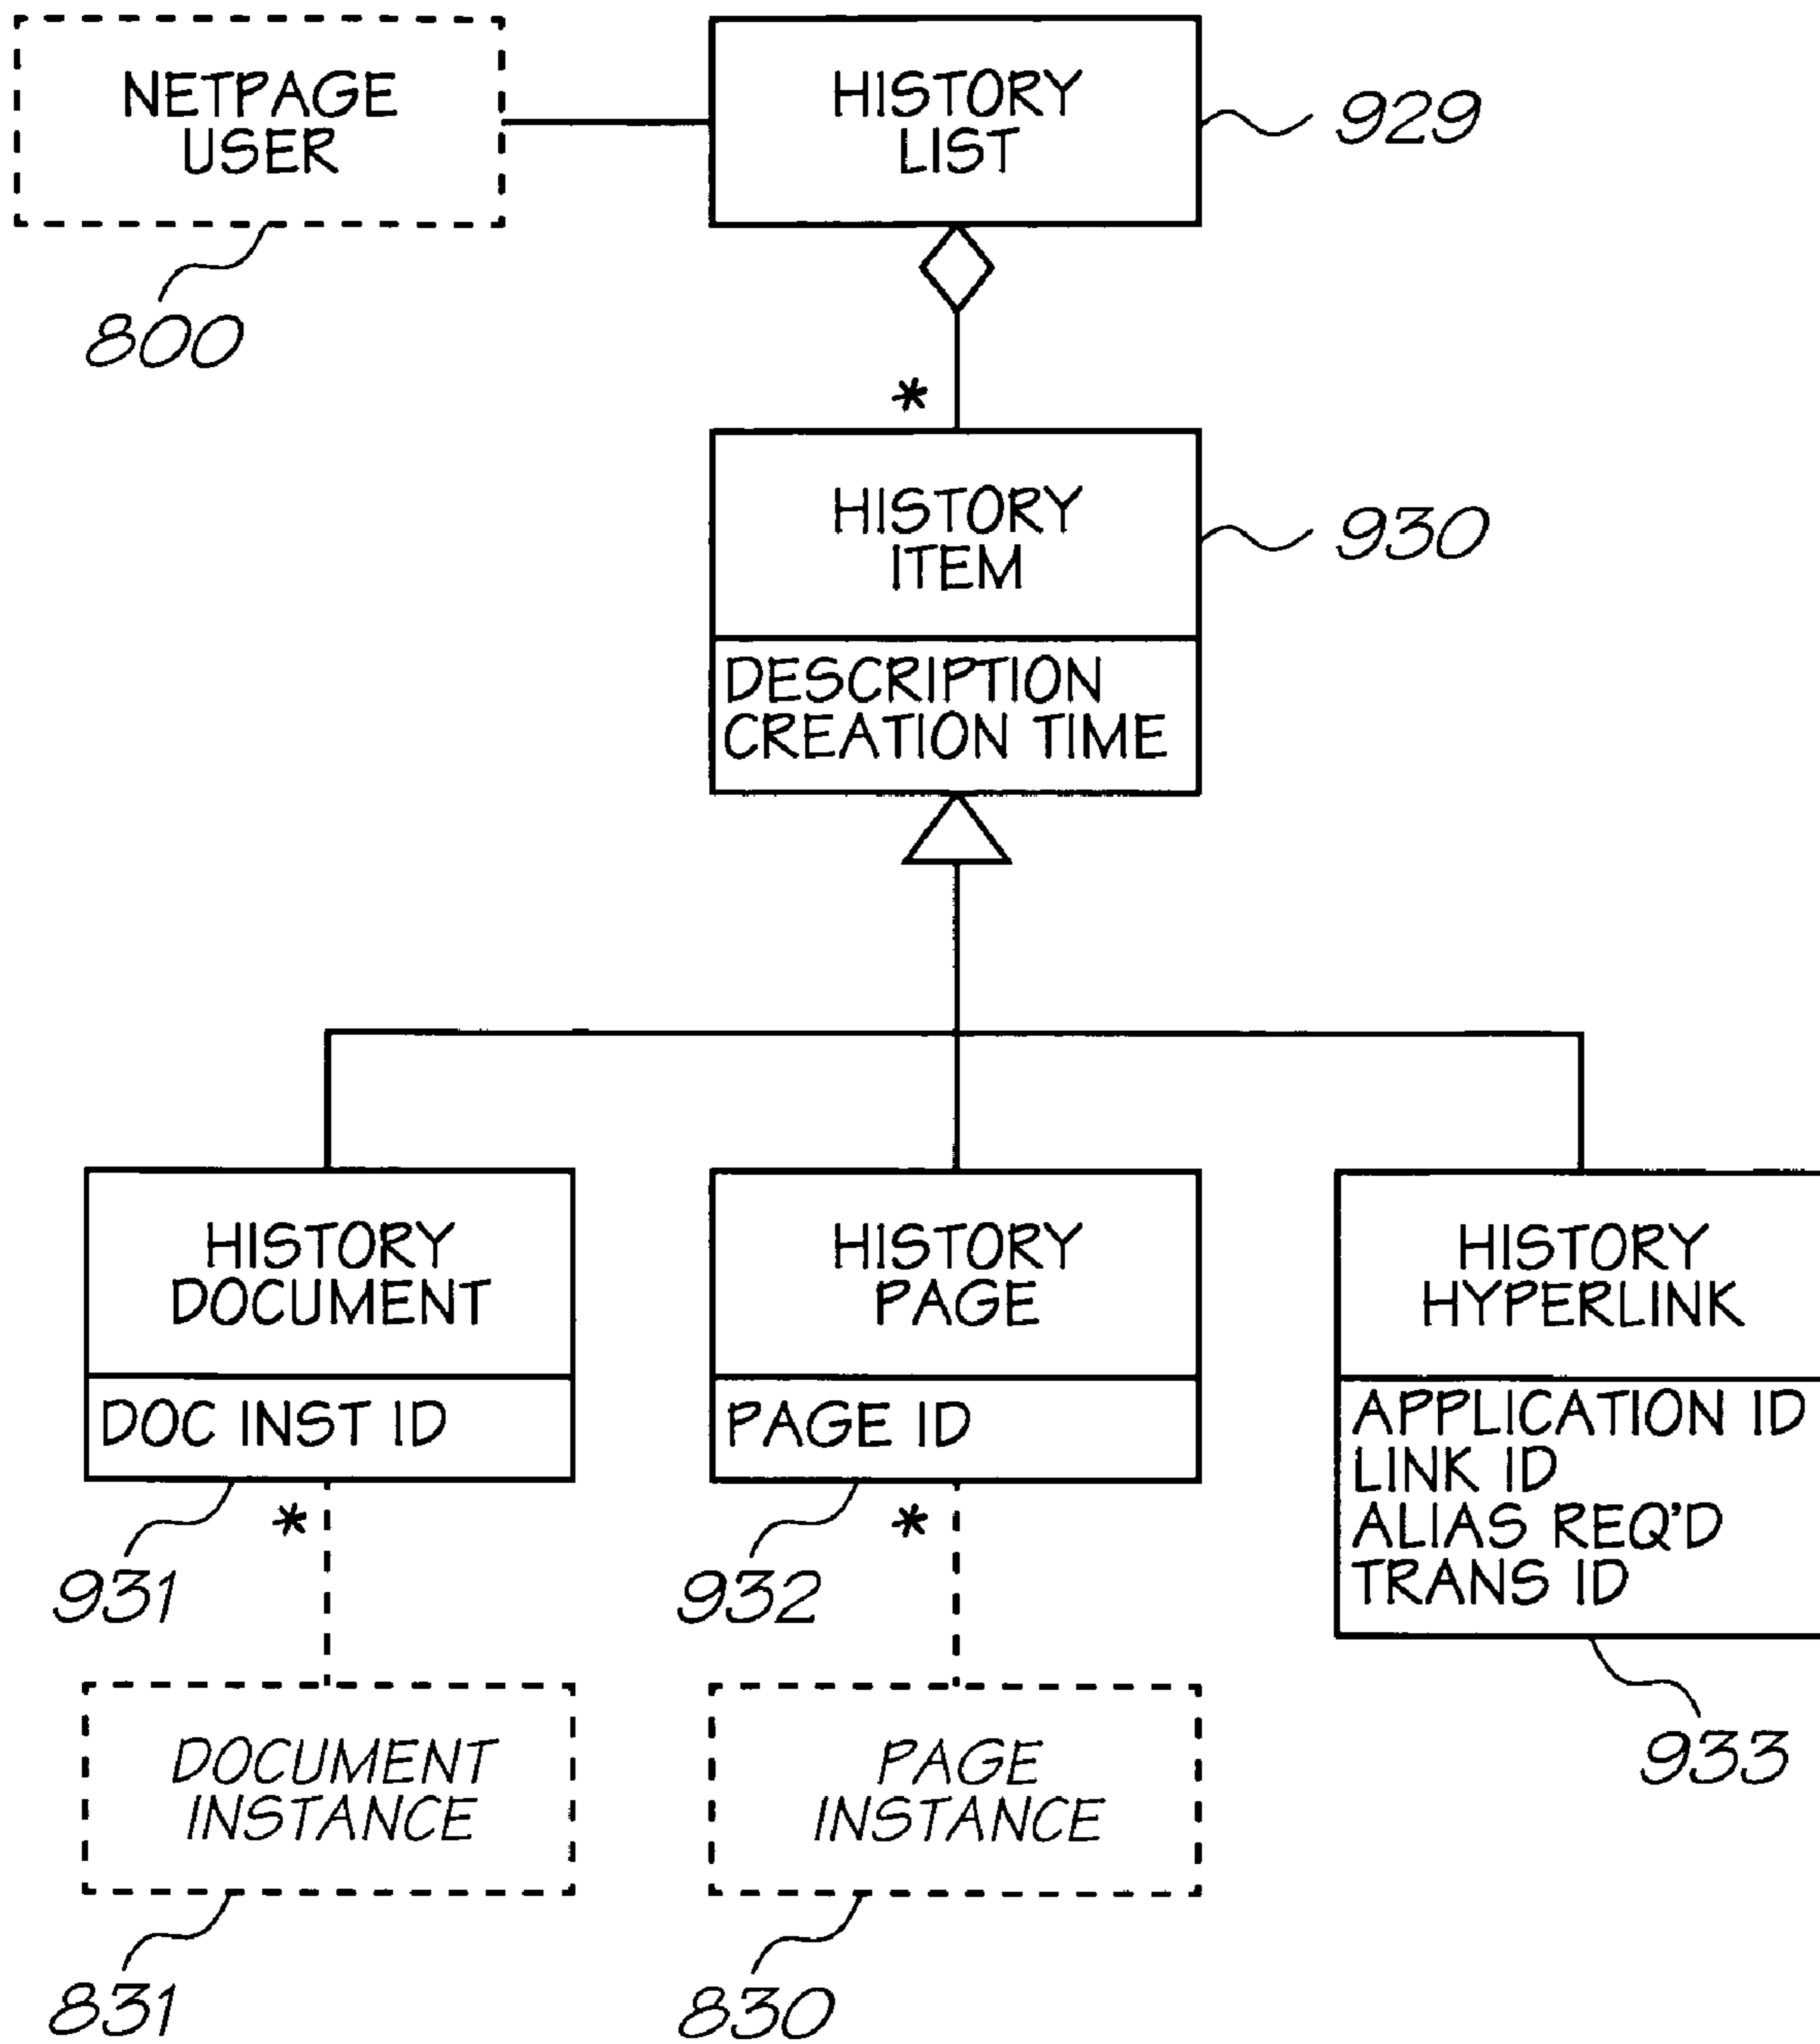 NETPAGE
USER
800
HISTORY
LIST
929
*
HISTORY
ITEM
930
DESCRIPTION
CREATION TIME
HISTORY
DOCUMENT
DOC INST ID
931
*
HISTORY
PAGE
PAGE ID
932
*
HISTORY
HYPERLINK
APPLICATION ID
LINK ID
ALIAS REQ'D
TRANS ID
933
DOCUMENT
INSTANCE
831
PAGE
INSTANCE
830